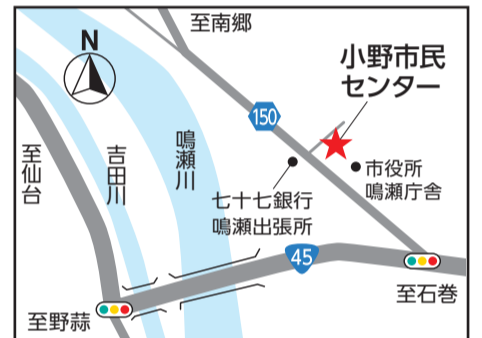 至南郷
N
小野市民
センター
150
鳴瀬川
吉田川
至仙台
市役所
鳴瀬庁舎
七十七銀行
鳴瀬出張所
45
至石巻
至野蒜